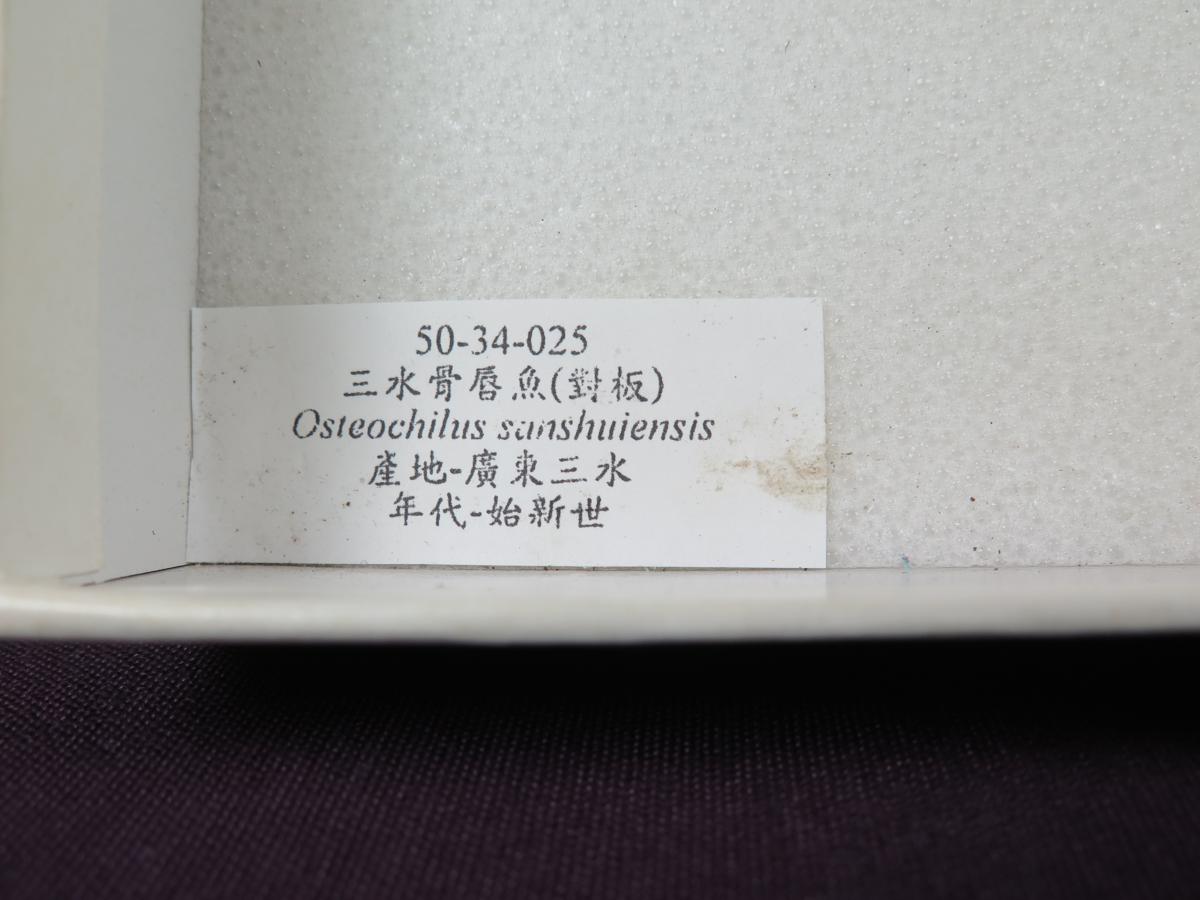 50-34-025
三水骨唇魚(對板)
Osteochilus sanshuiensis
產地-廣東三水
年代-始新世